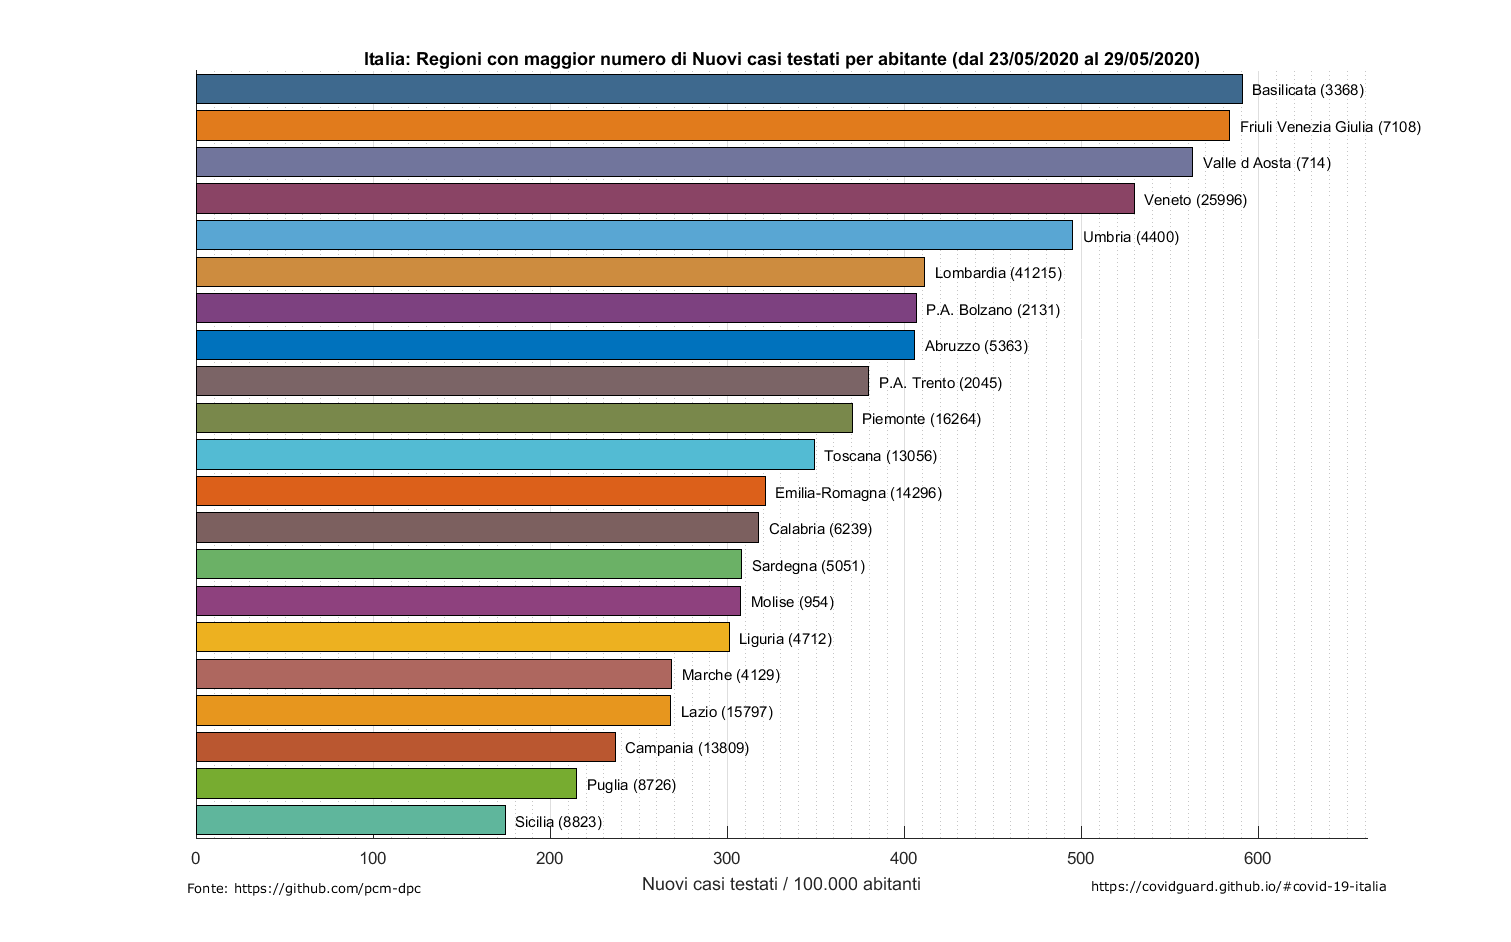 Italia: Regioni con maggior numero di Nuovi casi testati per abitante (dal 23/05/2020 al 29/05/2020)
Basilicata (3368)
Friuli Venezia Giulia (7108)
Valle d Aosta (714)
Veneto (25996)
Umbria (4400)
Lombardia (41215)
P.A. Bolzano (2131)
Abruzzo (5363)
P.A. Trento (2045)
Piemonte (16264)
Toscana (13056)
Emilia-Romagna (14296)
Calabria (6239)
Sardegna (5051)
Molise (954)
Liguria (4712)
Marche (4129)
Lazio (15797)
Campania (13809)
Puglia (8726)
Sicilia (8823)
0 100 200 300 400 500 600
Nuovi casi testati / 100.000 abitanti
Fonte: https://github.com/pcm-dpc
https://covidguard.github.io/#covid-19-italia